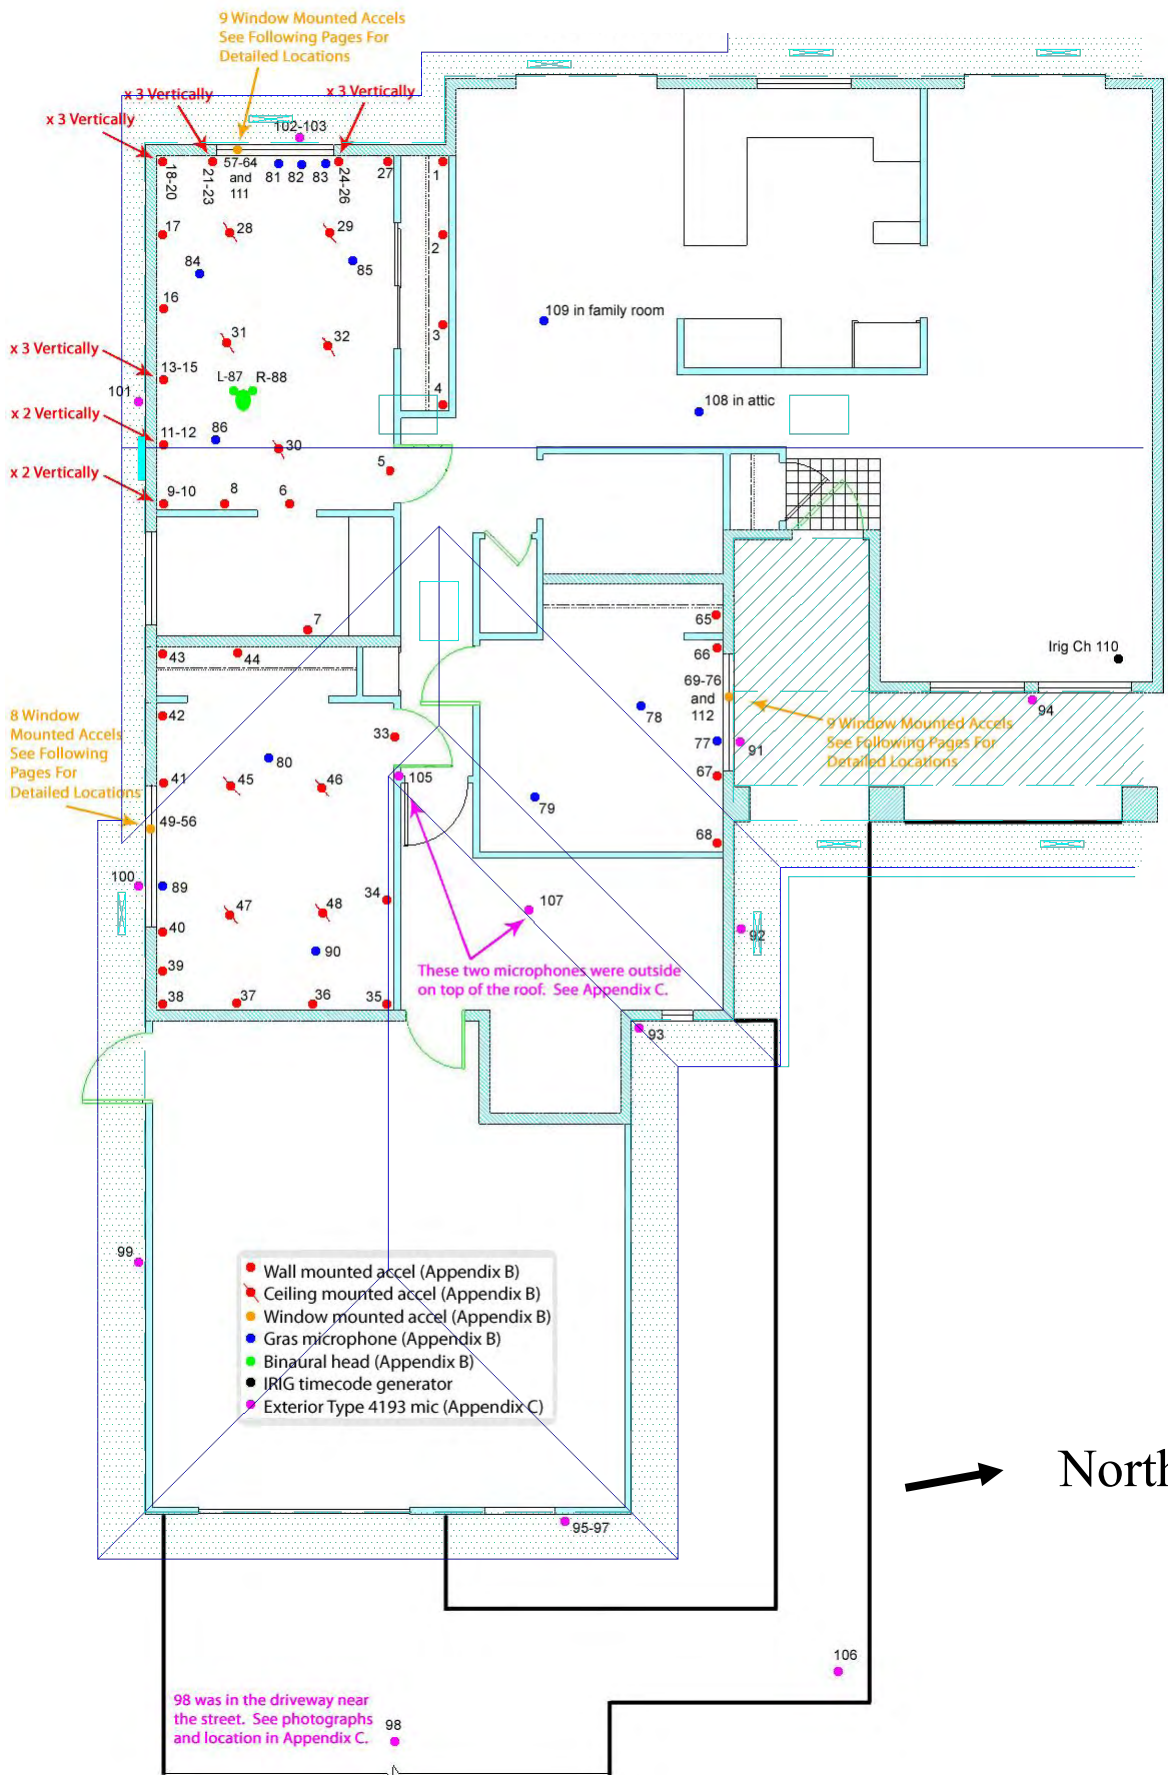 9 Window Mounted Accels
See Following Pages For
Detailed Locations
x 3 Vertically
x 3 Vertically
x 3 Vertically
102-103
18-20
21-23
57-64
and
111
81
82
83
24-26
27
1
17
28
29
2
84
85
16
109 in family room
31
32
3
x 3 Vertically
13-15
L-87
R-88
101
4
108 in attic
x 2 Vertically
11-12
86
30
5
x 2 Vertically
9-10
8
6
7
65
43
44
66
Irig Ch 110
69-76
and
112
8 Window
Mounted Accels
See Following
Pages For
Detailed Locations
42
33
78
77
91
94
9 Window Mounted Accels
See Following Pages For
Detailed Locations
80
41
45
46
105
67
79
49-56
68
100
89
34
47
48
107
40
92
90
These two microphones were outside
on top of the roof. See Appendix C.
39
38
37
36
35
93
99
Wall mounted accel (Appendix B)
Ceiling mounted accel (Appendix B)
Window mounted accel (Appendix B)
Gras microphone (Appendix B)
Binaural head (Appendix B)
IRIG timecode generator
Exterior Type 4193 mic (Appendix C)
North
95-97
106
98 was in the driveway near
the street. See photographs
and location in Appendix C.
98